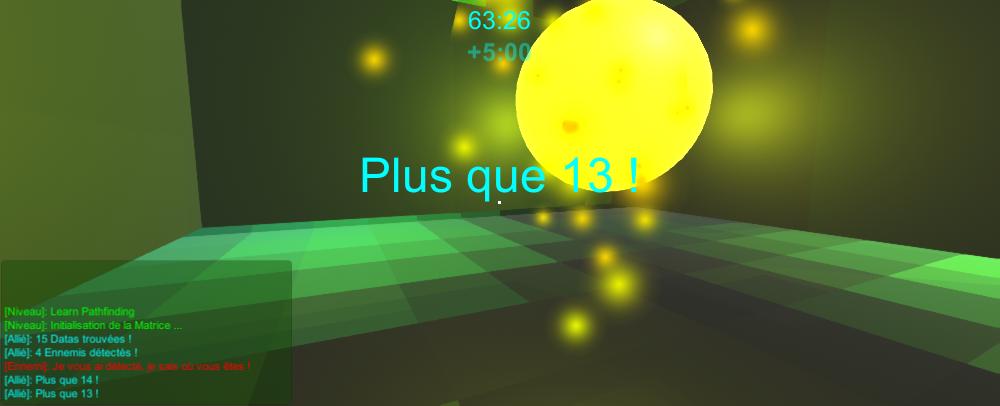 63:26
+5:00
Plus que 13 !
[Niveau]: Learn Pathfinding
[Niveau]: Initialisation de la Matrice ...
[Allié]: 15 Datas trouvées !
[Allié]: 4 Ennemis détectés !
[Ennemi]: Je vous ai détecté, je sais où vous êtes !
[Allié]: Plus que 14 !
[Allié]: Plus que 13 !